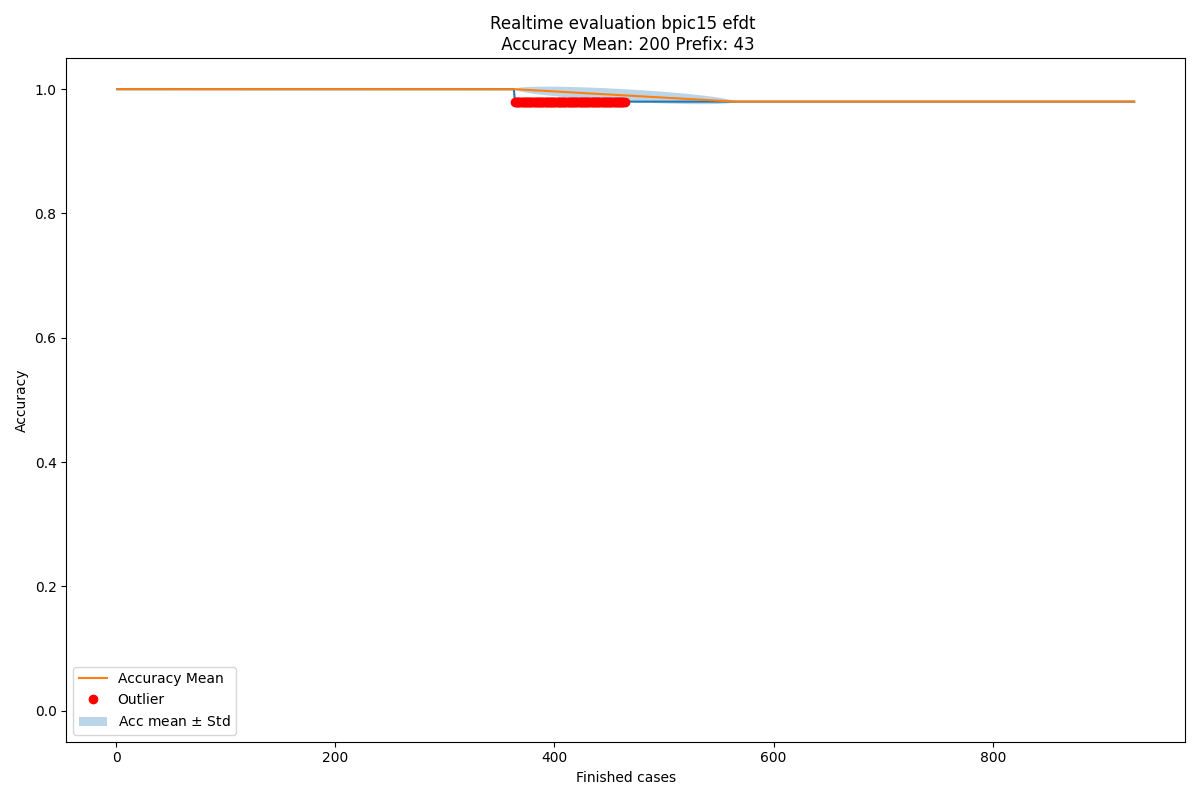 Realtime evaluation bpic15 efdt
Accuracy Mean: 200 Prefix: 43
1.0
0.8
0.6
0.4
0.2
0.0
Accuracy
Accuracy Mean
Outlier
Acc mean ± Std
0
200
400
600
800
Finished cases